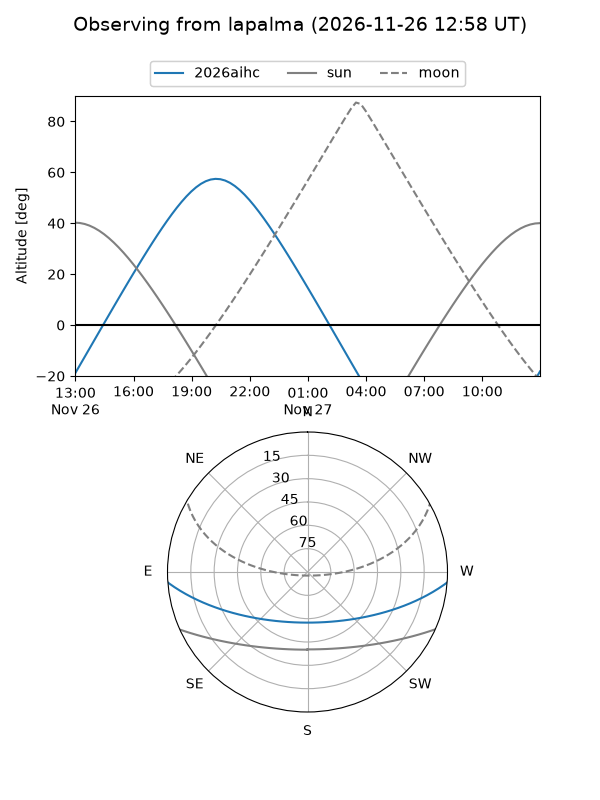 Observing from lapalma (2026-11-26 12:58 UT)
2026aihc sun moon
80
60
40
20
0
−20
Altitude [deg]
13:00 16:00 19:00 22:00 01:00 04:00 07:00 10:00
Nov 26 Nov 27
N
NE NW
15
30
45
60
75
E W
SE SW
S